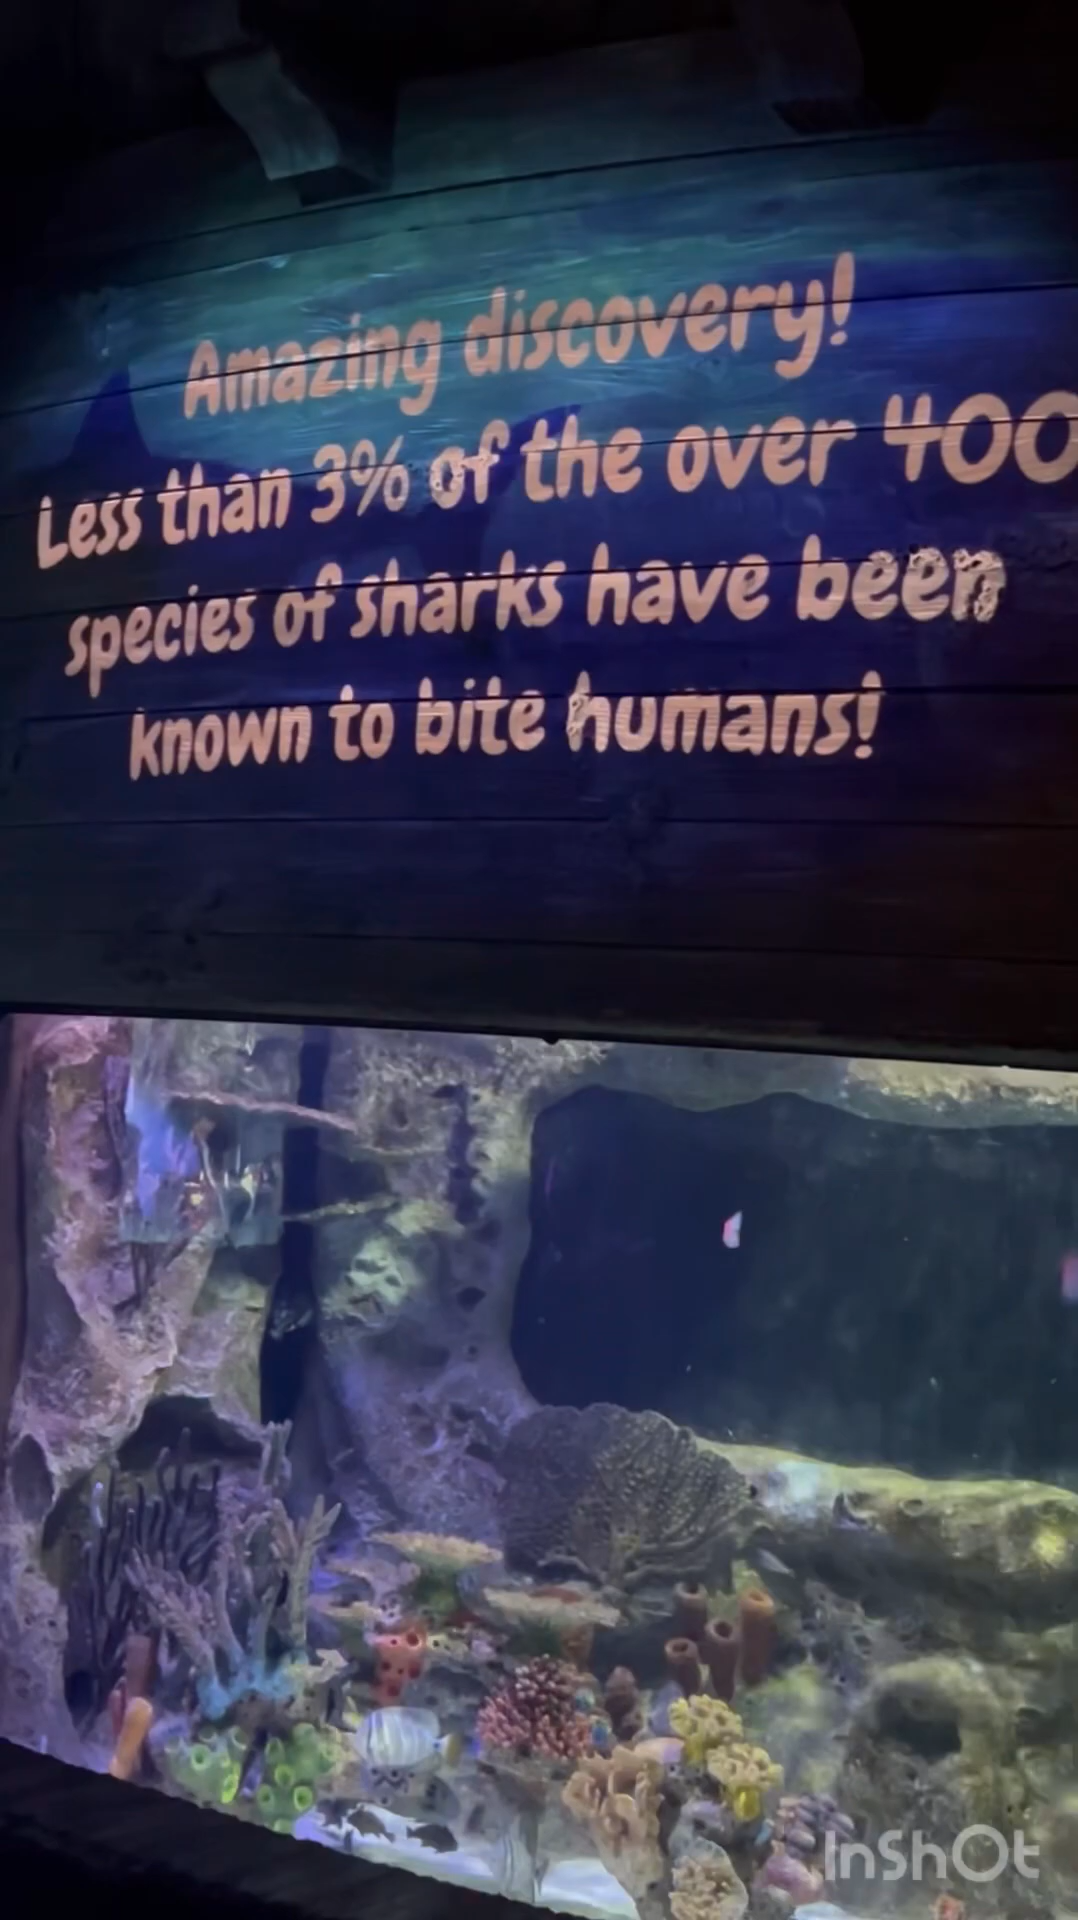 Amazing discovery!
Less than 3% of the over 400
species of sharks have been
known to bite humans!
InShOt